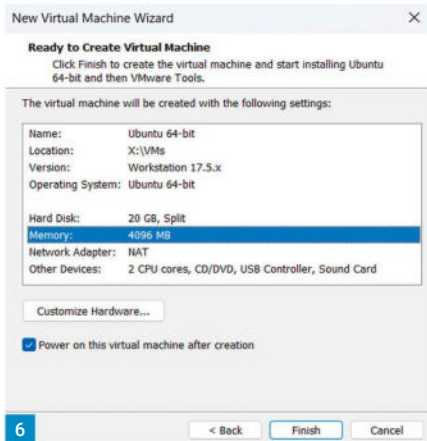 New Virtual Machine Wizard
Ready to Create Virtual Machine
Click Finish to create the virtual machine and start installing Ubuntu
64-bit and then VMware Tools.
The virtual machine will be created with the following settings:
Name: Ubuntu 64-bit
Location: X:\VMs
Version: Workstation 17.5.x
Operating System: Ubuntu 64-bit
Hard Disk: 20 GB, Split
Memory: 4096 MB
Network Adapter: NAT
Other Devices: 2 CPU cores, CD/DVD, USB Controller, Sound Card
Customize Hardware...
Power on this virtual machine after creation
6
< Back Finish Cancel